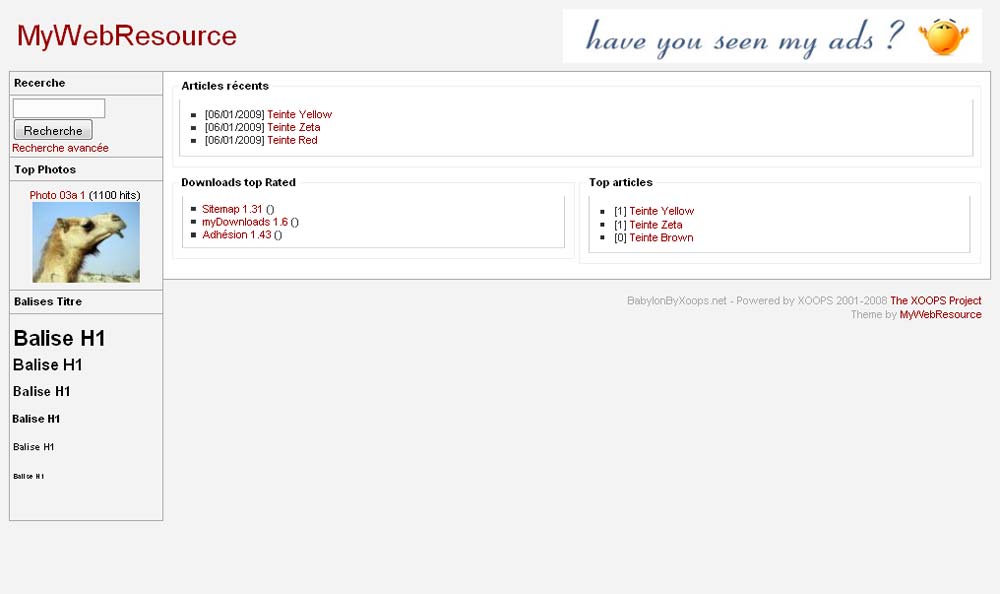 MyWebResource
have you seen my ads ?
Recerche
Recherche
Recherche avancée
Top Photos
Photo 03a 1 (1100 hits)
Balises Titre
Balise H1
Balise H1
Balise H1
Balise H1
Balise H1
Balise H1
Articles récents
[06/01/2009] Teinte Yellow
[06/01/2009] Teinte Zeta
[06/01/2009] Teinte Red
Downloads top Rated
Sitemap 1.31 ()
myDownloads 1.6 ()
Adhésion 1.43 ()
Top articles
[1] Teinte Yellow
[1] Teinte Zeta
[0] Teinte Brown
BabylonByXoops.net - Powered by XOOPS 2001-2008 The XOOPS Project
Theme by MyWebResource